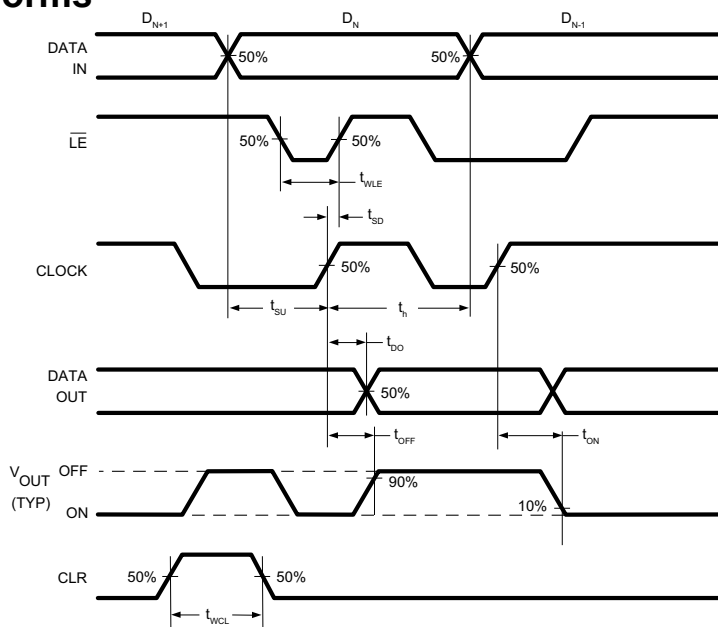 D_N+1 D_N D_N-1
DATA IN 50% 50%
LE 50% 50%
t_WLE
t_SD
CLOCK 50% 50%
t_SU t_h
t_DO
DATA OUT 50%
t_OFF t_ON
V_OUT (TYP) OFF 90%
ON 10%
CLR 50% 50%
t_WCL